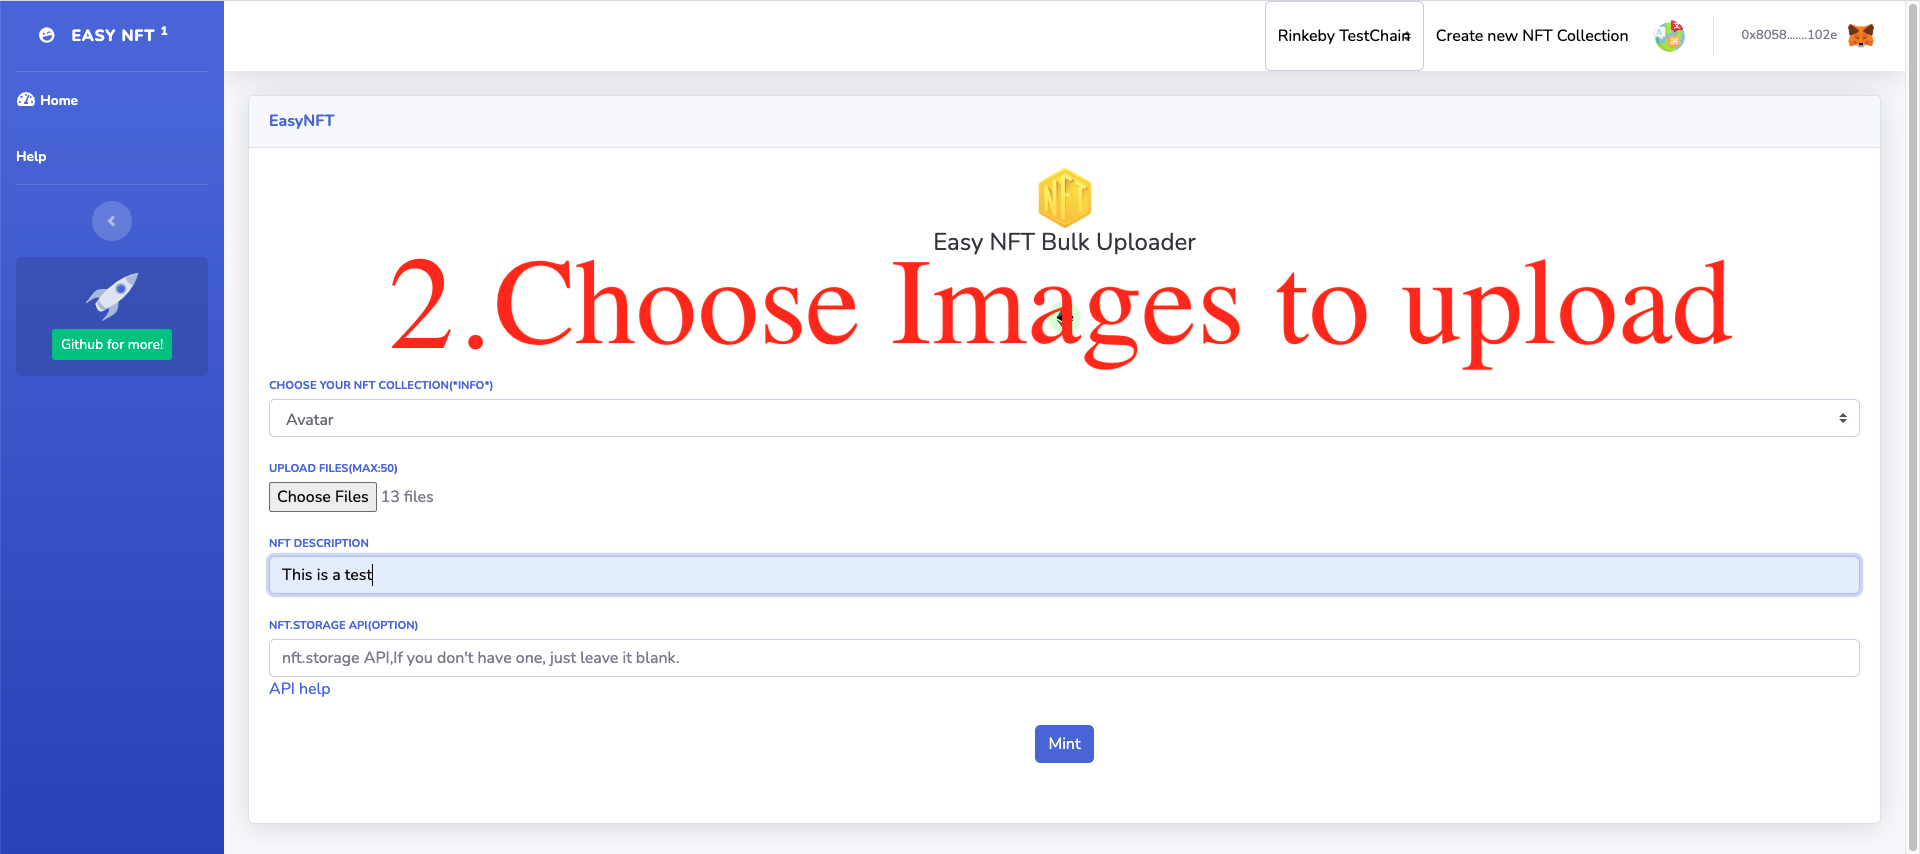 EASY NFT 1
Rinkeby TestChain
Create new NFT Collection
0x8058.......102e
Home
Help
Github for more!
EasyNFT
NFT
Easy NFT Bulk Uploader
2.Choose Images to upload
CHOOSE YOUR NFT COLLECTION(*INFO*)
Avatar
UPLOAD FILES(MAX:50)
Choose Files 13 files
NFT DESCRIPTION
This is a test
NFT.STORAGE API(OPTION)
nft.storage API,If you don't have one, just leave it blank.
API help
Mint